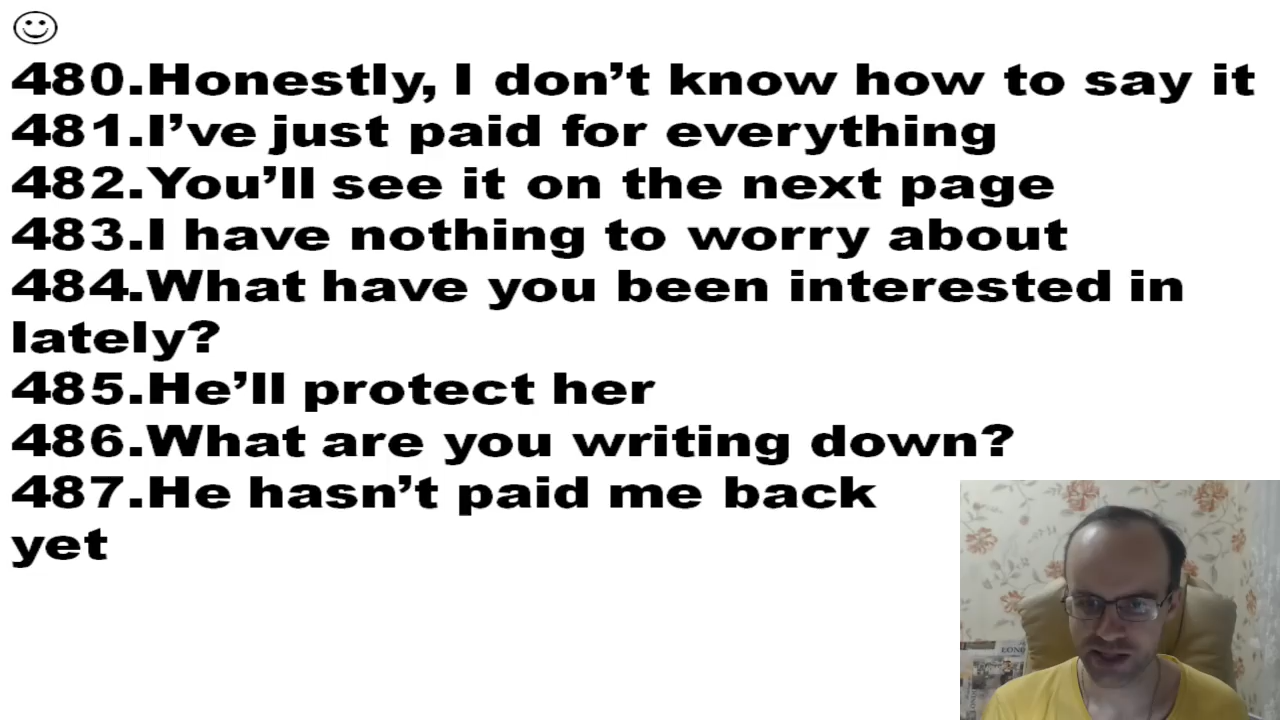 480.Honestly, I don’t know how to say it
481.I’ve just paid for everything
482.You’ll see it on the next page
483.I have nothing to worry about
484.What have you been interested in
lately?
485.He’ll protect her
486.What are you writing down?
487.He hasn’t paid me back
yet